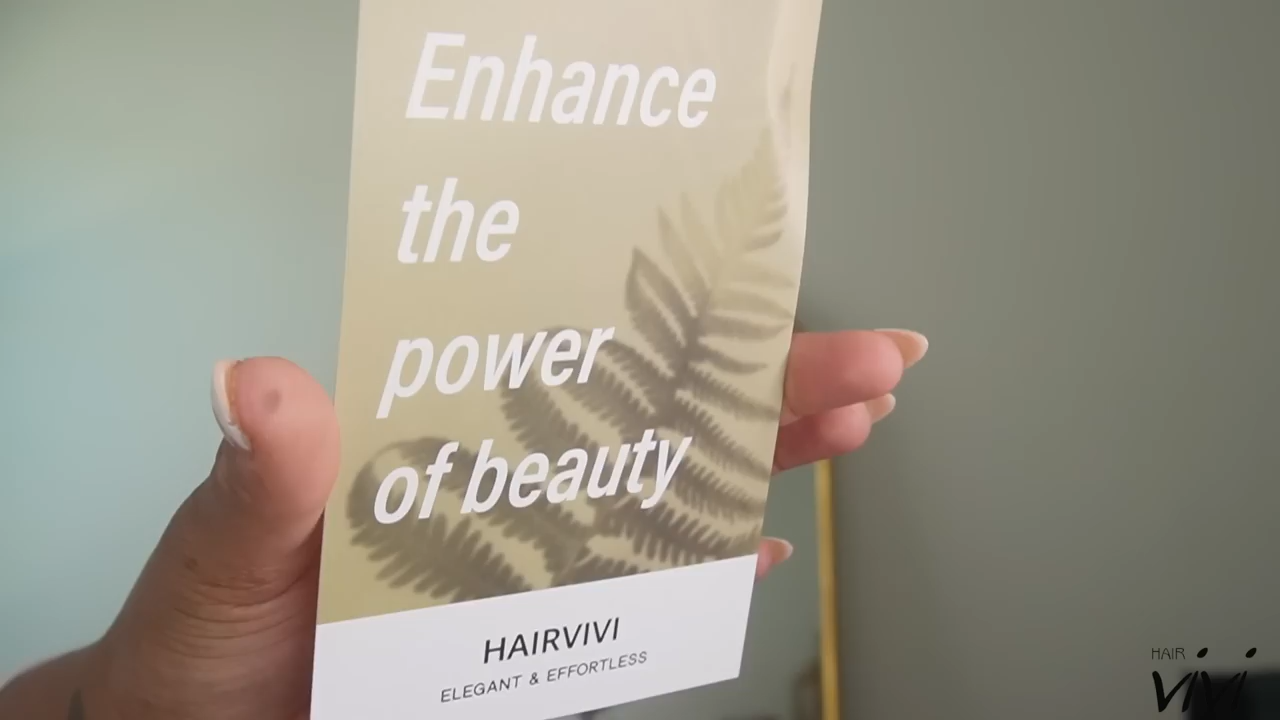 Enhance
the
power
of beauty
HAIRVIVI
ELEGANT & EFFORTLESS
HAIR
vivi